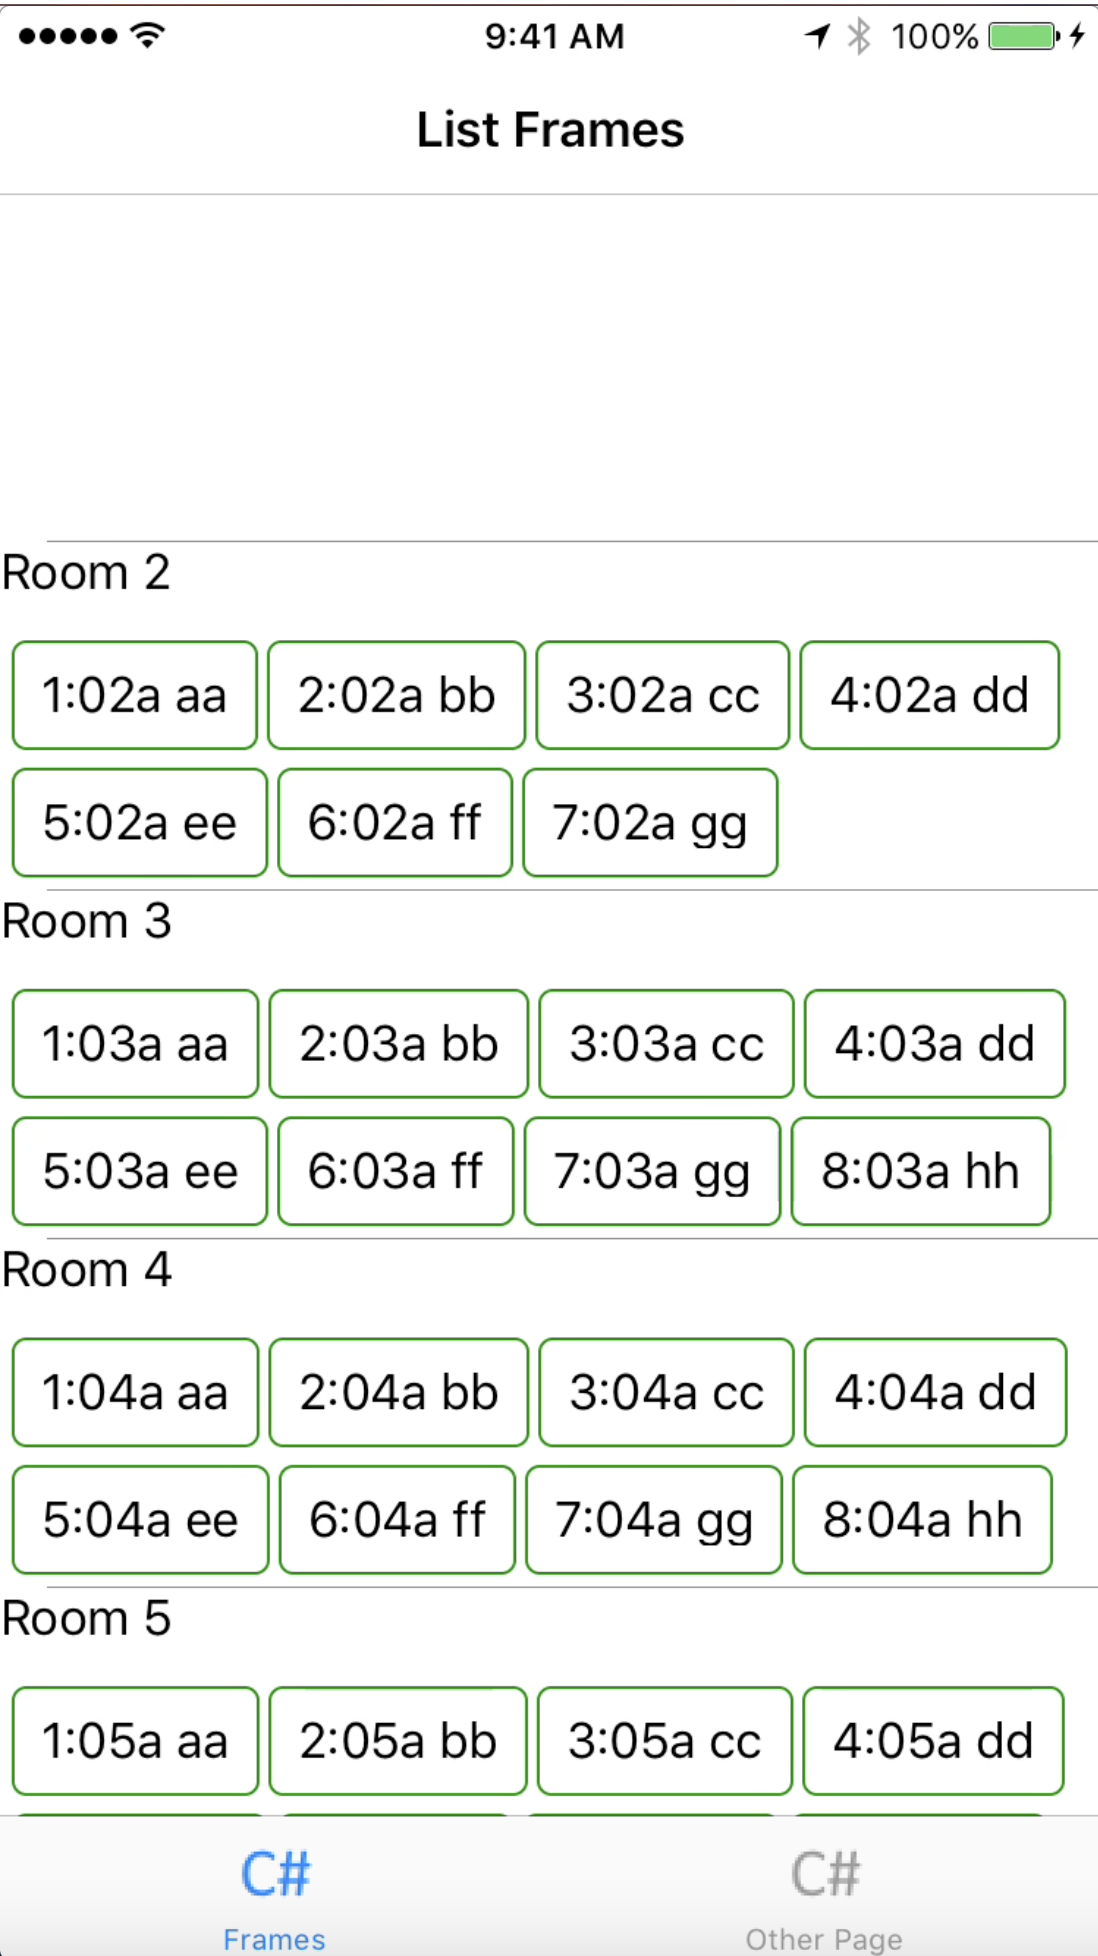 9:41 AM 100%
List Frames
Room 2
1:02a aa 2:02a bb 3:02a cc 4:02a dd
5:02a ee 6:02a ff 7:02a gg
Room 3
1:03a aa 2:03a bb 3:03a cc 4:03a dd
5:03a ee 6:03a ff 7:03a gg 8:03a hh
Room 4
1:04a aa 2:04a bb 3:04a cc 4:04a dd
5:04a ee 6:04a ff 7:04a gg 8:04a hh
Room 5
1:05a aa 2:05a bb 3:05a cc 4:05a dd
C# C#
Frames Other Page